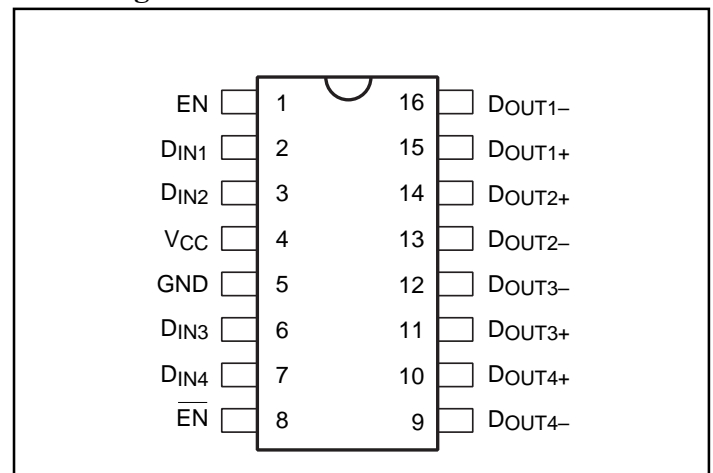 EN 1 16 DOUT1–
DIN1 2 15 DOUT1+
DIN2 3 14 DOUT2+
VCC 4 13 DOUT2–
GND 5 12 DOUT3–
DIN3 6 11 DOUT3+
DIN4 7 10 DOUT4+
E̅N̅ 8 9 DOUT4–